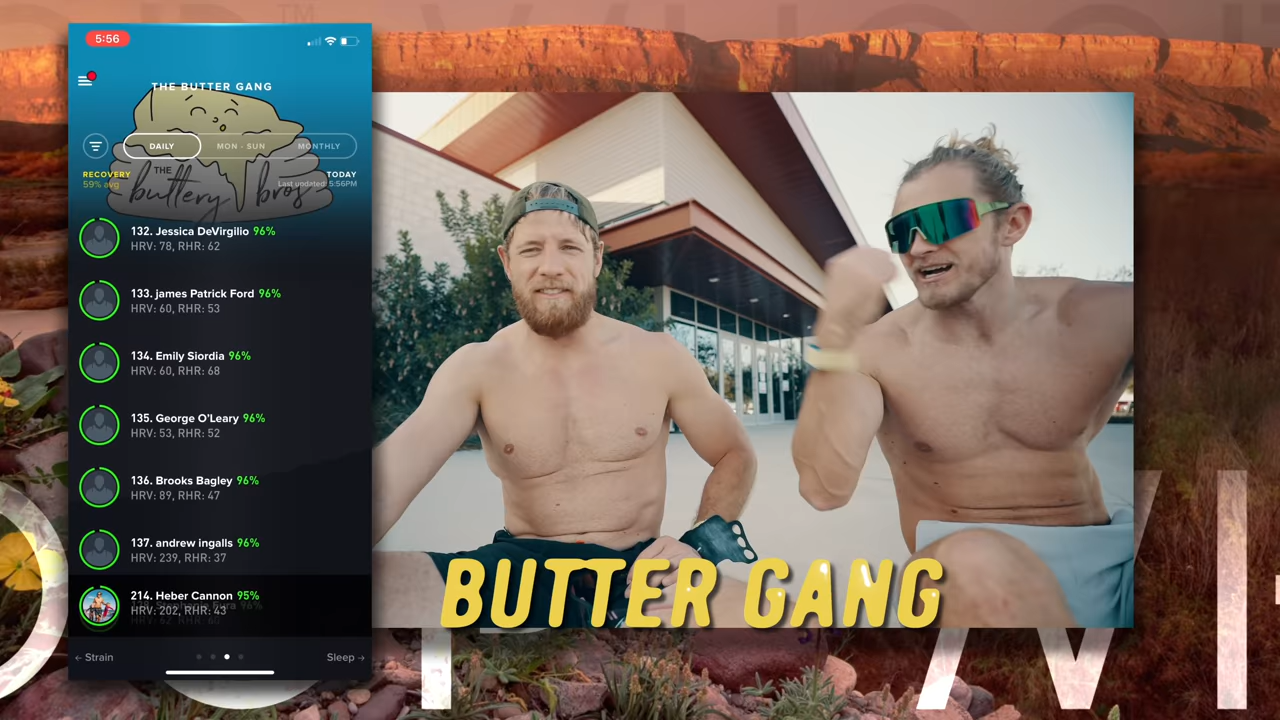 5:56
THE BUTTER GANG
DAILY
MON - SUN
MONTHLY
RECOVERY
59% avg
TODAY
Last updated: 5:56PM
THE
buttery bros
132. Jessica DeVirgilio 96%
HRV: 78, RHR: 62
133. james Patrick Ford 96%
HRV: 60, RHR: 53
134. Emily Siordia 96%
HRV: 60, RHR: 68
135. George O'Leary 96%
HRV: 53, RHR: 52
136. Brooks Bagley 96%
HRV: 89, RHR: 47
137. andrew ingalls 96%
HRV: 239, RHR: 37
214. Heber Cannon 95%
HRV: 202, RHR: 43
← Strain
Sleep →
BUTTER GANG